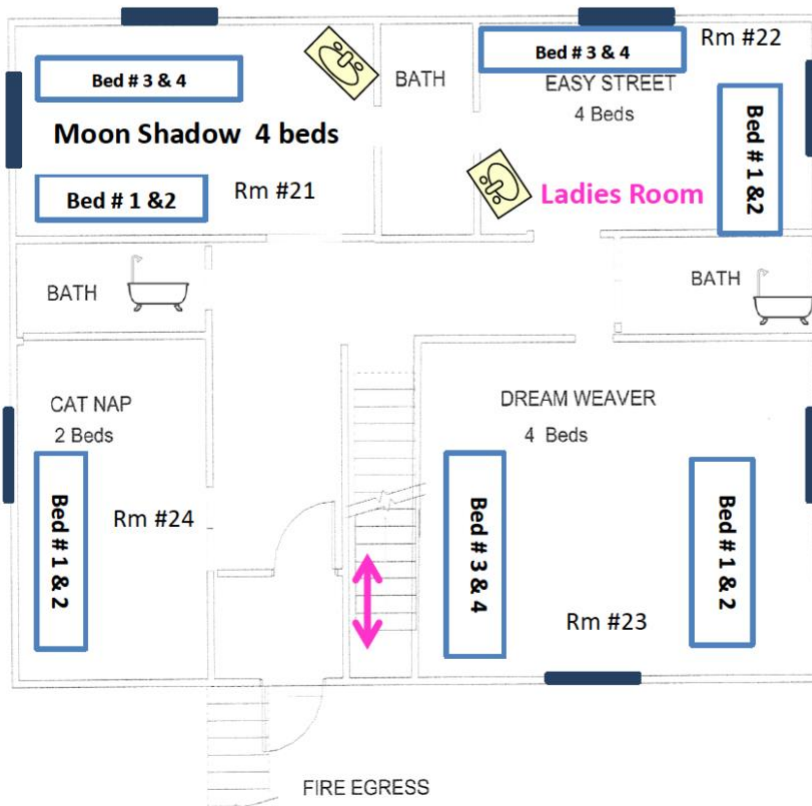 Rm #22
Bed # 3 & 4
Bed # 3 & 4
BATH
EASY STREET
4 Beds
Moon Shadow 4 beds
Bed # 1 &2
Bed # 1 &2
Rm #21
Ladies Room
BATH
BATH
CAT NAP
2 Beds
DREAM WEAVER
4 Beds
Bed # 1 & 2
Rm #24
Bed # 3 & 4
Bed # 1 & 2
Rm #23
FIRE EGRESS